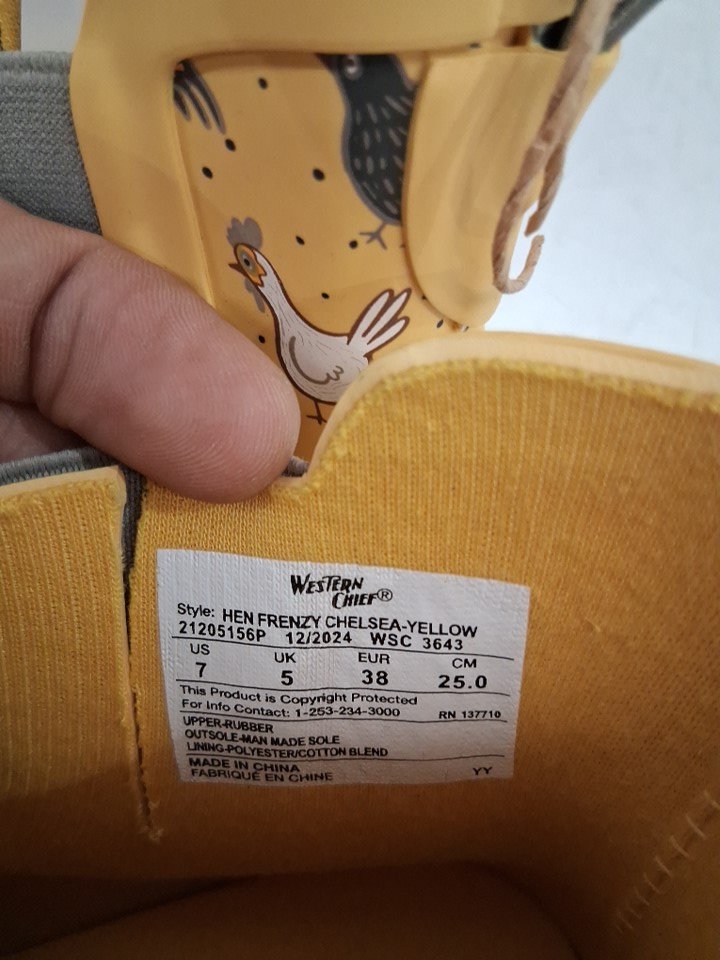 WESTERN
CHIEF®
Style: HEN FRENZY CHELSEA-YELLOW
21205156P 12/2024 WSC 3643
US UK EUR CM
7 5 38 25.0
This Product is Copyright Protected
For Info Contact: 1-253-234-3000 RN 137710
UPPER-RUBBER
OUTSOLE-MAN MADE SOLE
LINING-POLYESTER/COTTON BLEND
MADE IN CHINA
FABRIQUÉ EN CHINE YY